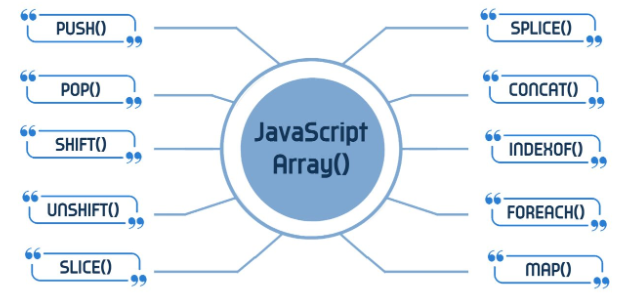 PUSH()
POP()
SHIFT()
UNSHIFT()
SLICE()
JavaScript
Array()
SPLICE()
CONCAT()
INDEXOF()
FOREACH()
MAP()